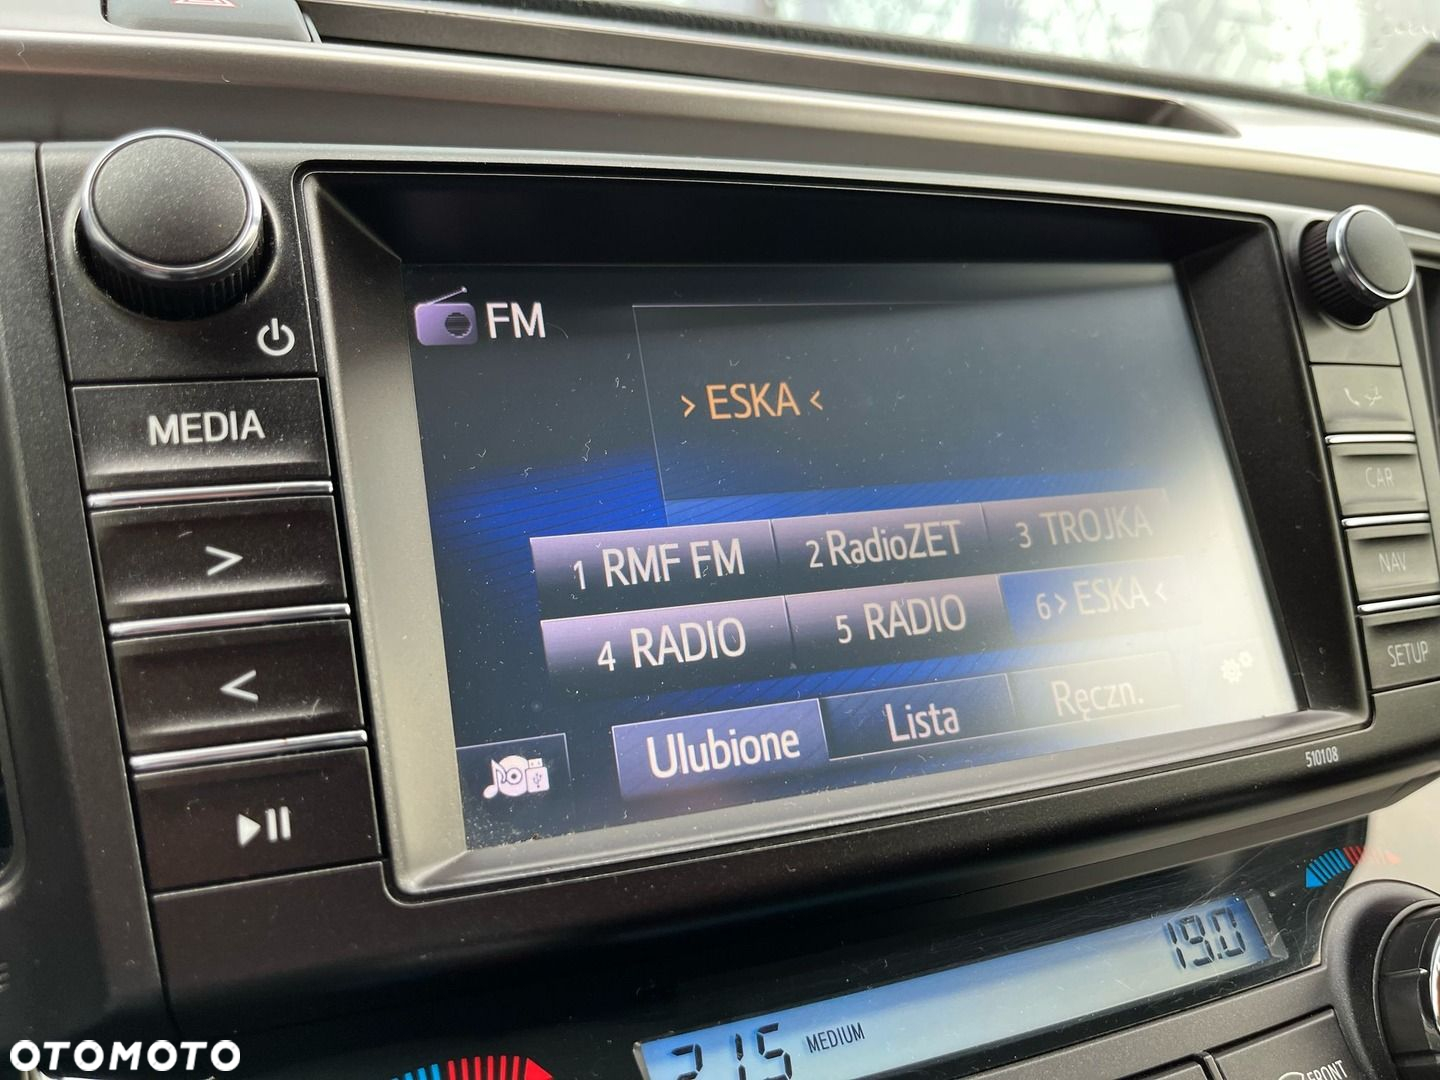 FM
MEDIA
> ESKA <
CAR
NAV
SETUP
1 RMF FM
2 RadioZET
3 TROJKA
4 RADIO
5 RADIO
6 > ESKA <
Ulubione
Lista
Ręczn.
510108
19.0
21.5 MEDIUM
FRONT
OTOMOTO